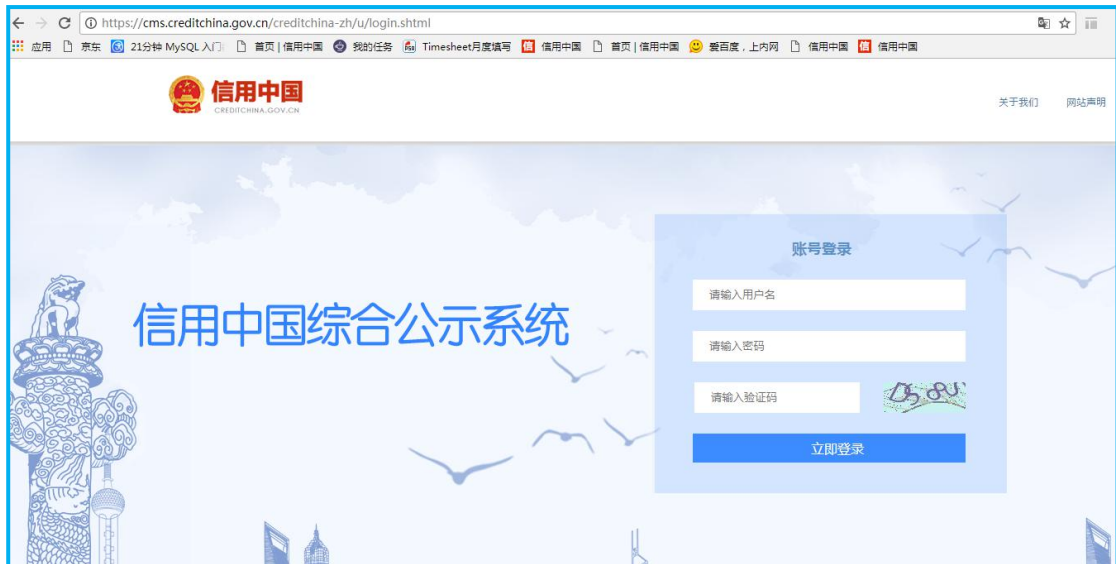 https://cms.creditchina.gov.cn/creditchina-zh/u/login.shtml
应用 京东 21分钟 MySQL 入门 首页 | 信用中国 我的任务 Timesheet月度填写 信用中国 首页 | 信用中国 爱百度，上内网 信用中国 信用中国
信用中国
CREDITCHINA.GOV.CN
关于我们 网站声明
信用中国综合公示系统
账号登录
请输入用户名
请输入密码
请输入验证码
立即登录